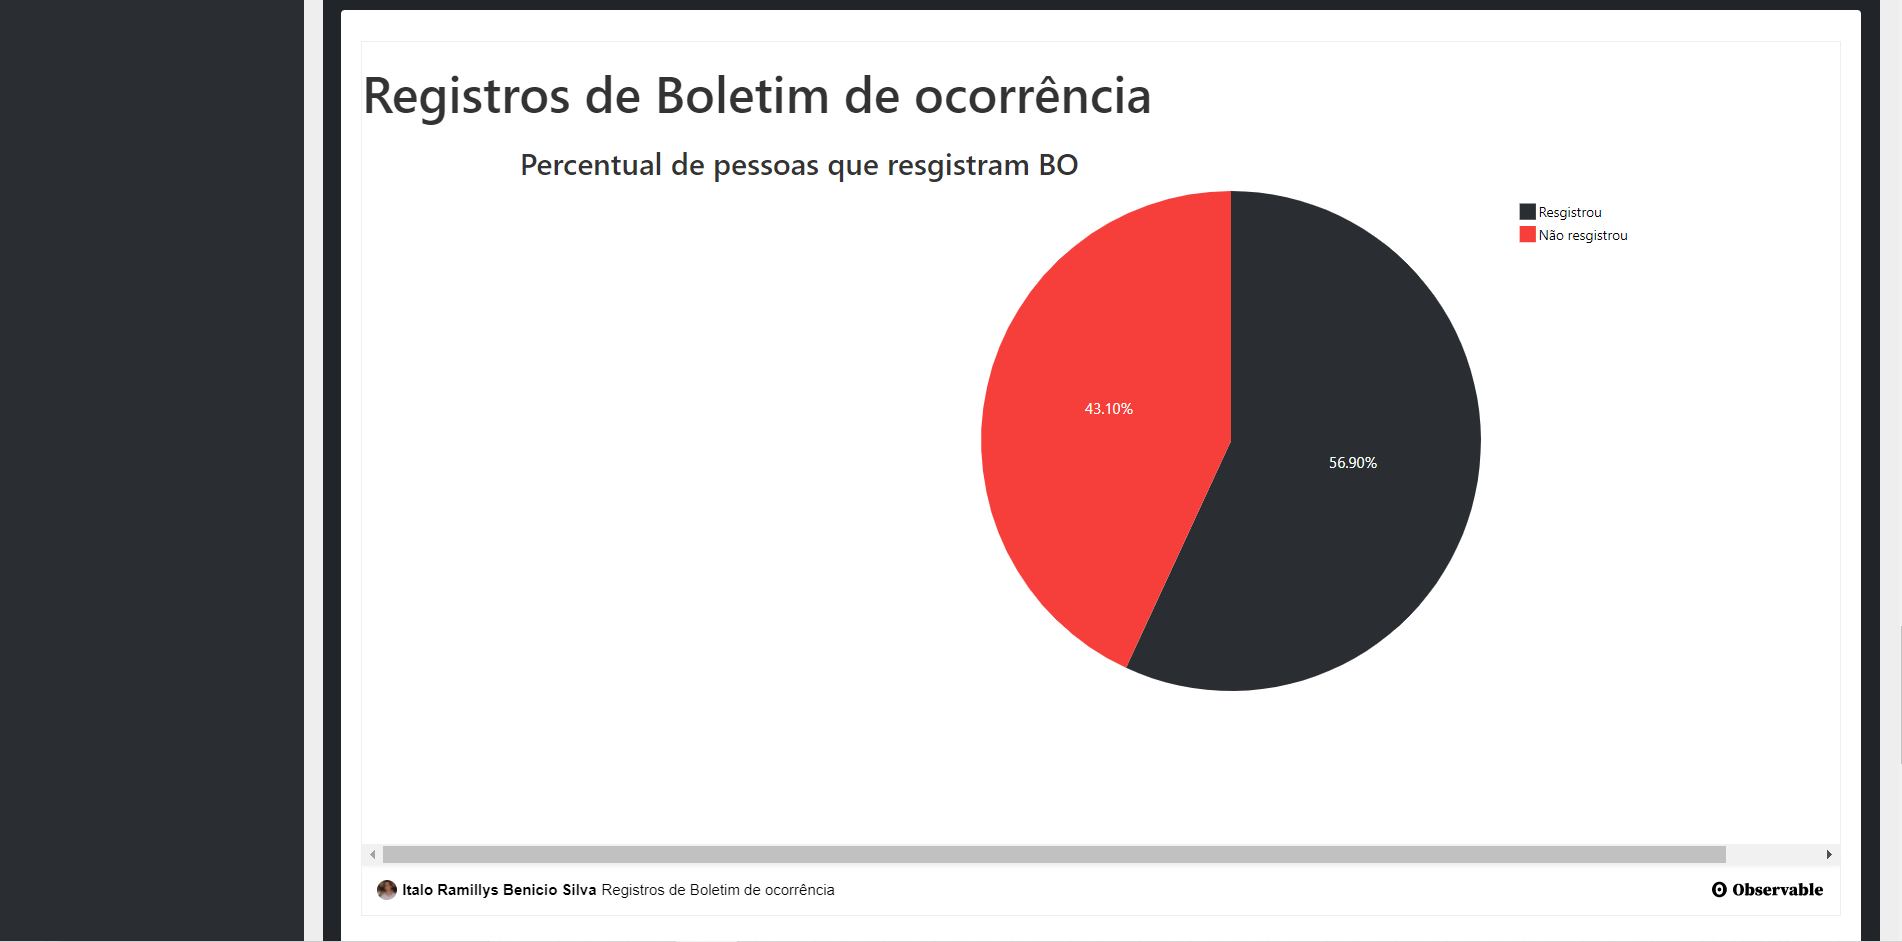 Registros de Boletim de ocorrência
Percentual de pessoas que resgistram BO
Resgistrou
Não resgistrou
43.10%
56.90%
Italo Ramillys Benicio Silva Registros de Boletim de ocorrência
Observable